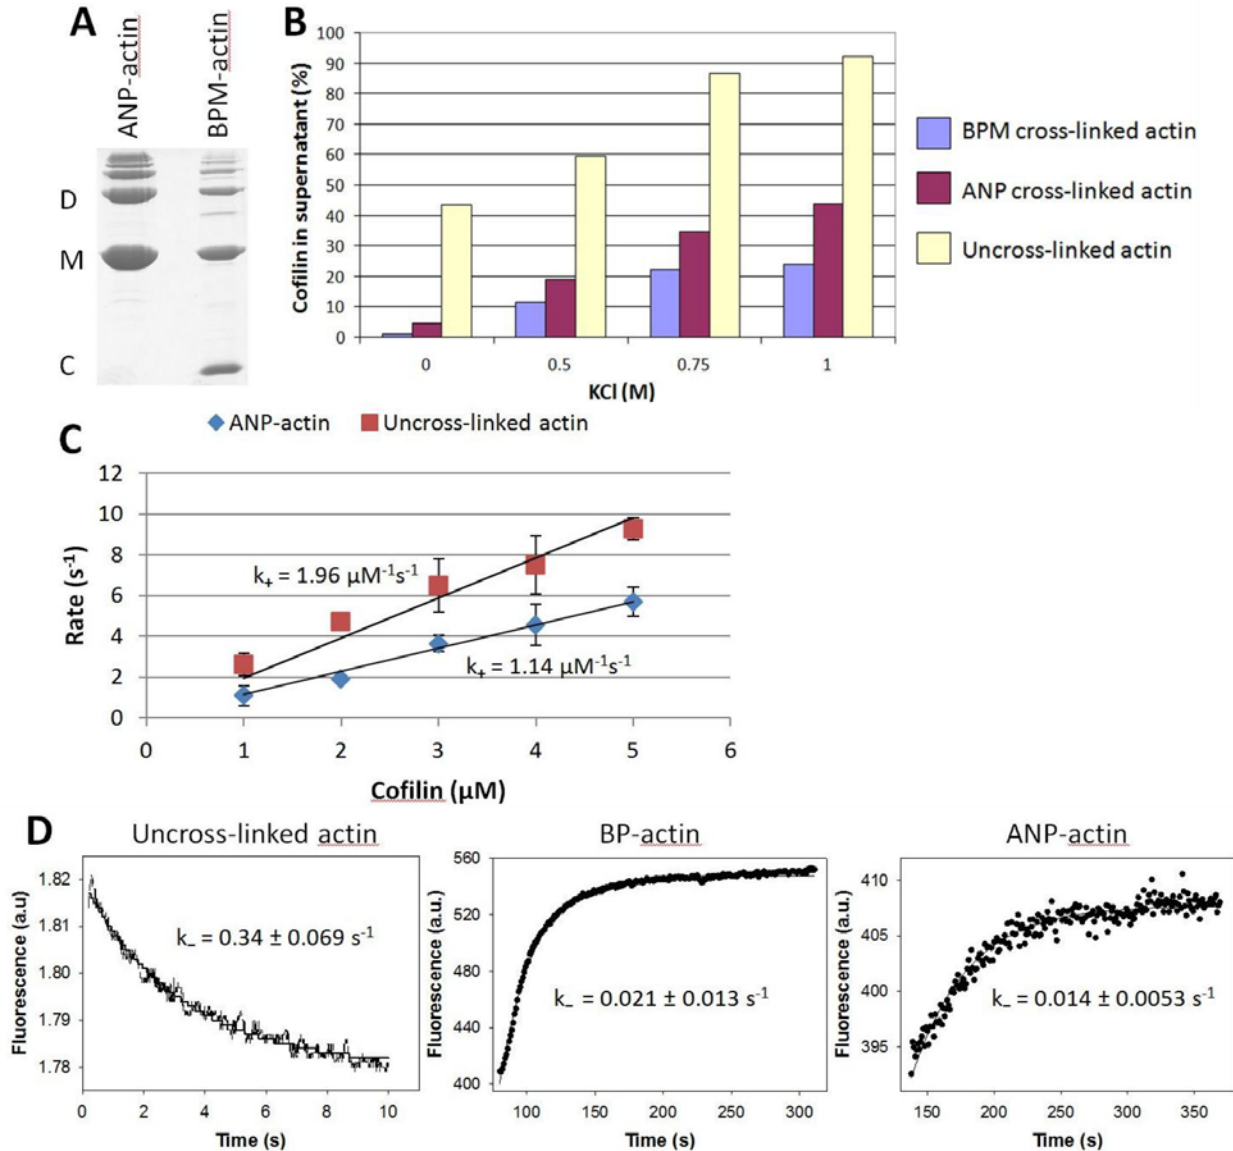 A
ANP-actin
BPM-actin
D
M
C
B
Cofilin in supernatant (%)
100
90
80
70
60
50
40
30
20
10
0
0 0.5 0.75 1
KCl (M)
BPM cross-linked actin
ANP cross-linked actin
Uncross-linked actin
C
ANP-actin Uncross-linked actin
Rate (s⁻¹)
12
10
8
6
4
2
0
k₊ = 1.96 µM⁻¹s⁻¹
k₊ = 1.14 µM⁻¹s⁻¹
0 1 2 3 4 5 6
Cofilin (µM)
D
Uncross-linked actin
Fluorescence (a.u)
1.82
1.81
1.80
1.79
1.78
k₋ = 0.34 ± 0.069 s⁻¹
0 2 4 6 8 10
Time (s)
BP-actin
Fluorescence (a.u.)
560
520
480
440
400
k₋ = 0.021 ± 0.013 s⁻¹
100 150 200 250 300
Time (s)
ANP-actin
Fluorescence (a.u.)
410
405
400
395
k₋ = 0.014 ± 0.0053 s⁻¹
150 200 250 300 350
Time (s)